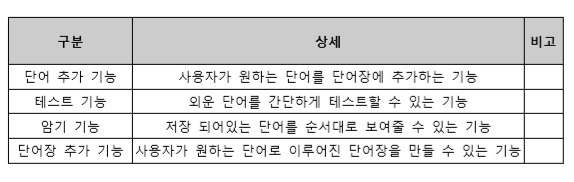 구분 상세 비고
단어 추가 기능 사용자가 원하는 단어를 단어장에 추가하는 기능
테스트 기능 외운 단어를 간단하게 테스트할 수 있는 기능
암기 기능 저장 되어있는 단어를 순서대로 보여줄 수 있는 기능
단어장 추가 기능 사용자가 원하는 단어로 이루어진 단어장을 만들 수 있는 기능